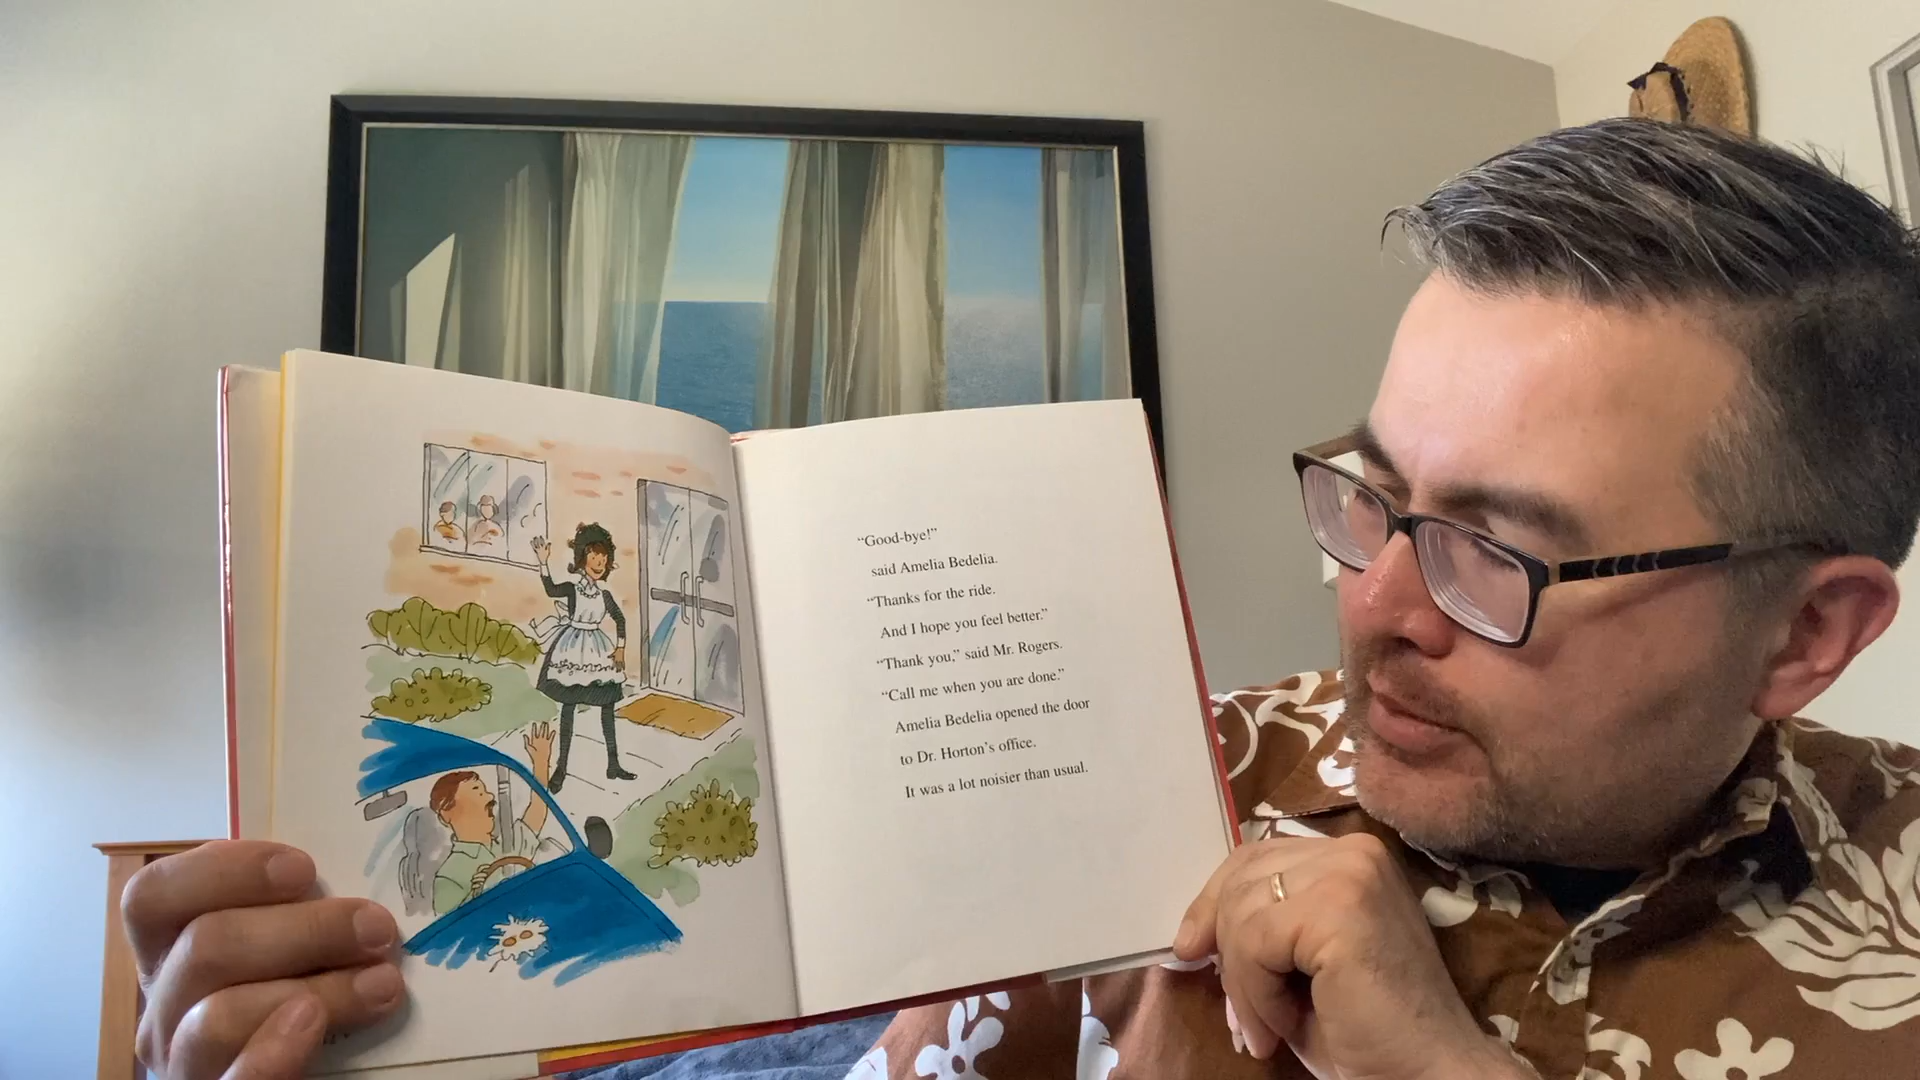 “Good-bye!”
said Amelia Bedelia.
“Thanks for the ride.
And I hope you feel better.”
“Thank you,” said Mr. Rogers.
“Call me when you are done.”
Amelia Bedelia opened the door
to Dr. Horton’s office.
It was a lot noisier than usual.